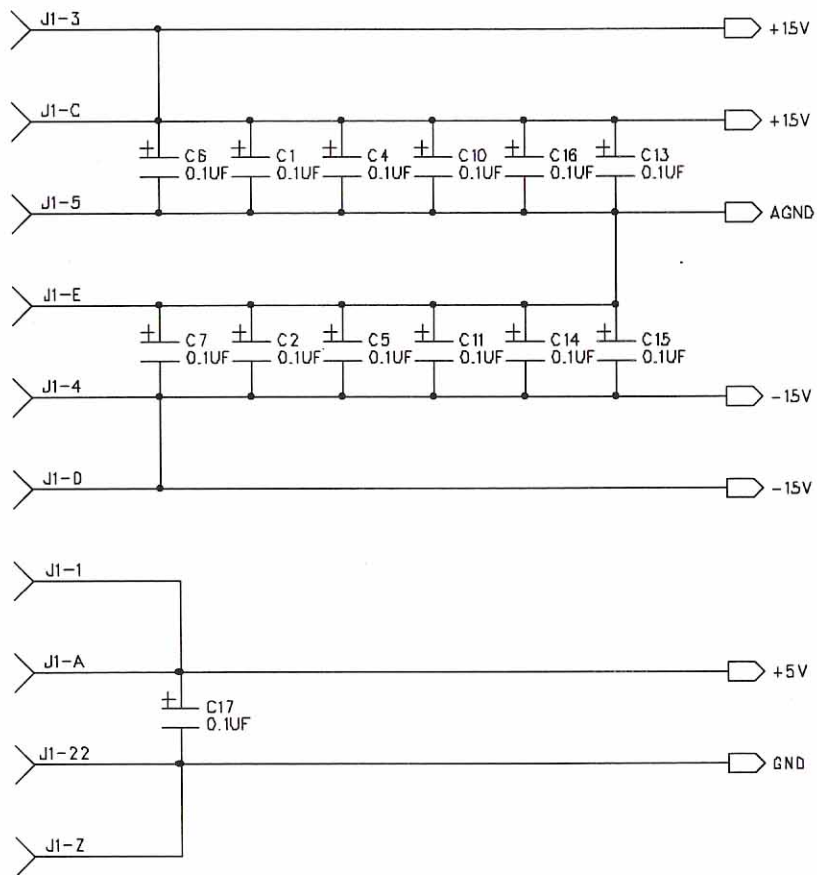 J1-3 +15V
J1-C +15V
+ C6 + C1 + C4 + C10 + C16 + C13
0.1UF 0.1UF 0.1UF 0.1UF 0.1UF 0.1UF
J1-5 AGND
J1-E
+ C7 + C2 + C5 + C11 + C14 + C15
0.1UF 0.1UF 0.1UF 0.1UF 0.1UF 0.1UF
J1-4 -15V
J1-D -15V
J1-1
J1-A +5V
+ C17
0.1UF
J1-22 GND
J1-Z